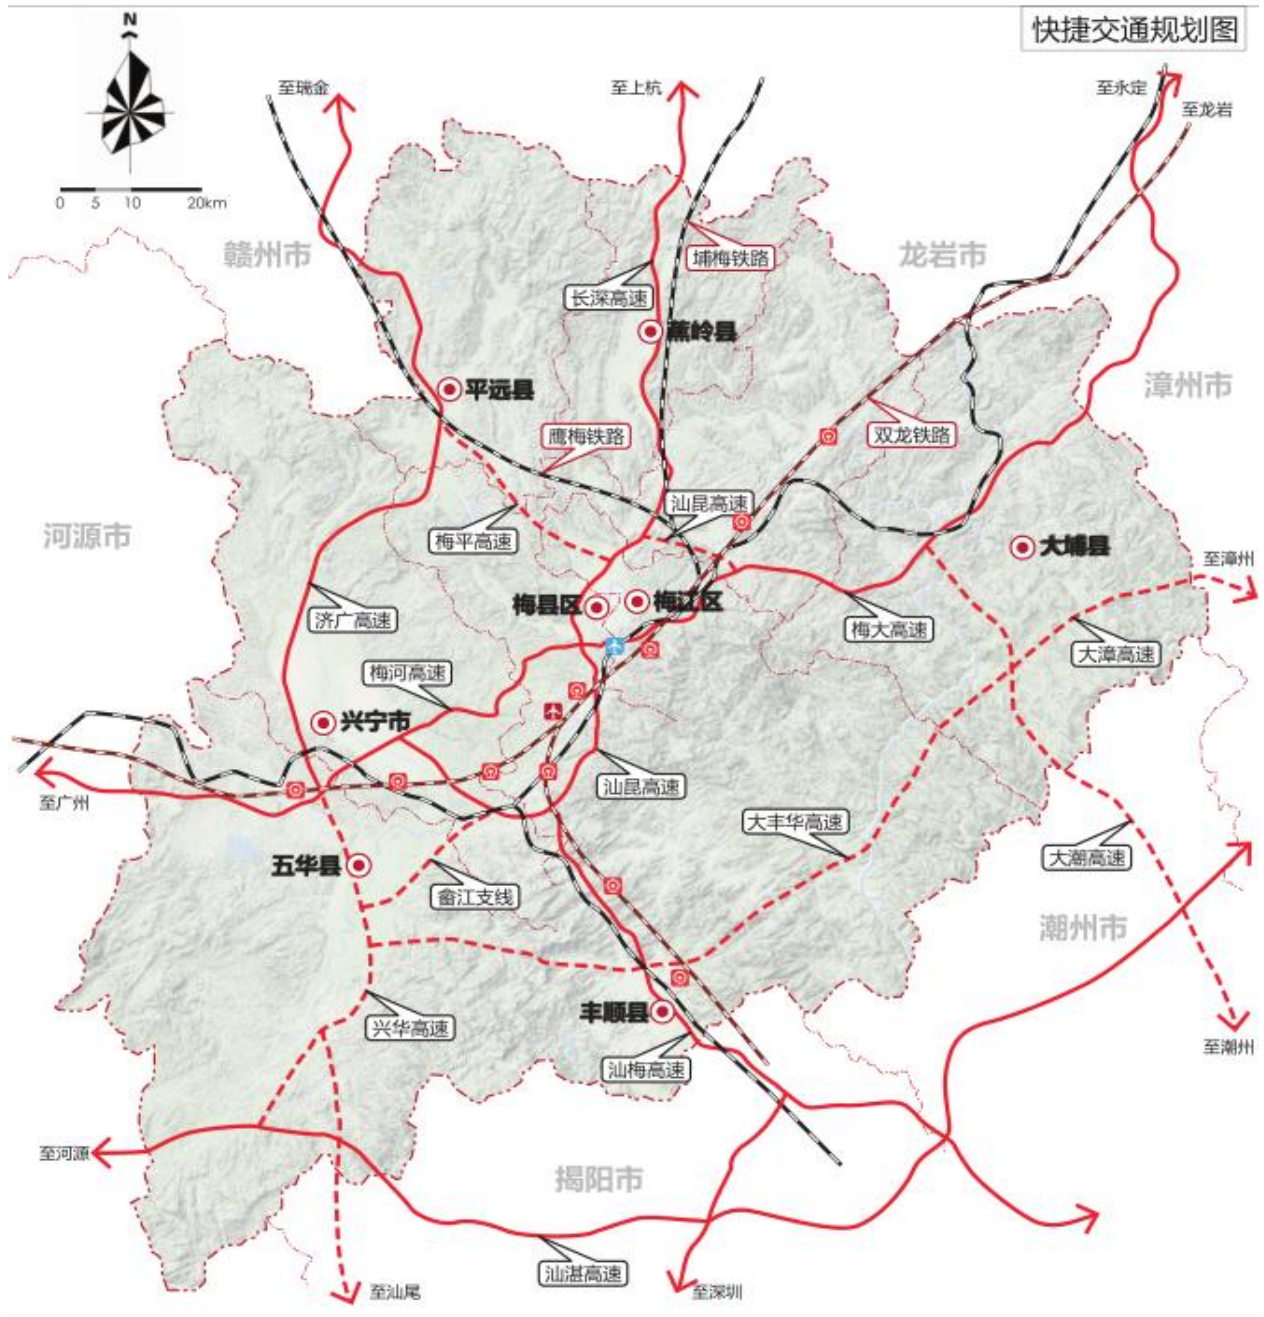 快捷交通规划图
N
0 5 10 20km
至瑞金
至上杭
至永定
至龙岩
赣州市
埔梅铁路
龙岩市
长深高速
蕉岭县
平远县
漳州市
鹰梅铁路
双龙铁路
汕昆高速
河源市
梅平高速
大埔县
至漳州
梅县区
梅江区
济广高速
梅大高速
大漳高速
梅河高速
兴宁市
汕昆高速
至广州
大丰华高速
大潮高速
五华县
畲江支线
潮州市
丰顺县
兴华高速
至潮州
汕梅高速
至河源
揭阳市
汕湛高速
至汕尾
至深圳